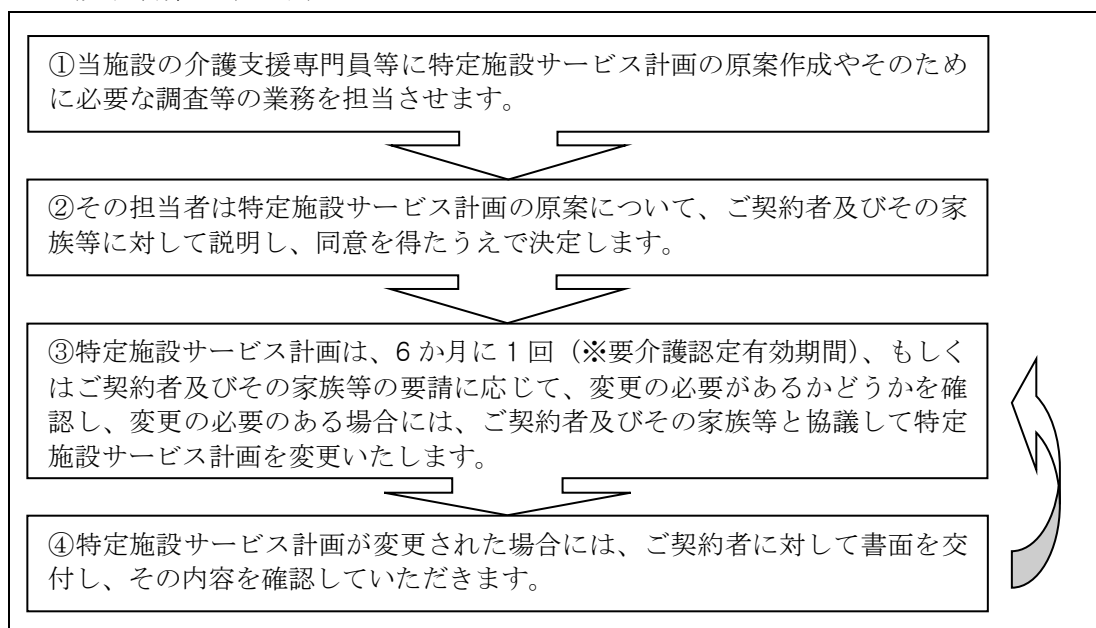 ①当施設の介護支援専門員等に特定施設サービス計画の原案作成やそのため
に必要な調査等の業務を担当させます。
②その担当者は特定施設サービス計画の原案について、ご契約者及びその家
族等に対して説明し、同意を得たうえで決定します。
③特定施設サービス計画は、6 か月に 1 回（※要介護認定有効期間）、もしく
はご契約者及びその家族等の要請に応じて、変更の必要があるかどうかを確
認し、変更の必要のある場合には、ご契約者及びその家族等と協議して特定
施設サービス計画を変更いたします。
④特定施設サービス計画が変更された場合には、ご契約者に対して書面を交
付し、その内容を確認していただきます。